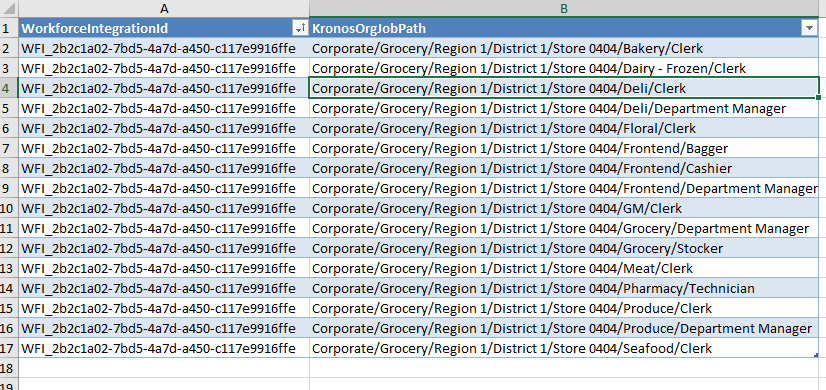 A B
1 WorkforceIntegrationId KronosOrgJobPath
2 WFI_2b2c1a02-7bd5-4a7d-a450-c117e9916ffe Corporate/Grocery/Region 1/District 1/Store 0404/Bakery/Clerk
3 WFI_2b2c1a02-7bd5-4a7d-a450-c117e9916ffe Corporate/Grocery/Region 1/District 1/Store 0404/Dairy - Frozen/Clerk
4 WFI_2b2c1a02-7bd5-4a7d-a450-c117e9916ffe Corporate/Grocery/Region 1/District 1/Store 0404/Deli/Clerk
5 WFI_2b2c1a02-7bd5-4a7d-a450-c117e9916ffe Corporate/Grocery/Region 1/District 1/Store 0404/Deli/Department Manager
6 WFI_2b2c1a02-7bd5-4a7d-a450-c117e9916ffe Corporate/Grocery/Region 1/District 1/Store 0404/Floral/Clerk
7 WFI_2b2c1a02-7bd5-4a7d-a450-c117e9916ffe Corporate/Grocery/Region 1/District 1/Store 0404/Frontend/Bagger
8 WFI_2b2c1a02-7bd5-4a7d-a450-c117e9916ffe Corporate/Grocery/Region 1/District 1/Store 0404/Frontend/Cashier
9 WFI_2b2c1a02-7bd5-4a7d-a450-c117e9916ffe Corporate/Grocery/Region 1/District 1/Store 0404/Frontend/Department Manager
10 WFI_2b2c1a02-7bd5-4a7d-a450-c117e9916ffe Corporate/Grocery/Region 1/District 1/Store 0404/GM/Clerk
11 WFI_2b2c1a02-7bd5-4a7d-a450-c117e9916ffe Corporate/Grocery/Region 1/District 1/Store 0404/Grocery/Department Manager
12 WFI_2b2c1a02-7bd5-4a7d-a450-c117e9916ffe Corporate/Grocery/Region 1/District 1/Store 0404/Grocery/Stocker
13 WFI_2b2c1a02-7bd5-4a7d-a450-c117e9916ffe Corporate/Grocery/Region 1/District 1/Store 0404/Meat/Clerk
14 WFI_2b2c1a02-7bd5-4a7d-a450-c117e9916ffe Corporate/Grocery/Region 1/District 1/Store 0404/Pharmacy/Technician
15 WFI_2b2c1a02-7bd5-4a7d-a450-c117e9916ffe Corporate/Grocery/Region 1/District 1/Store 0404/Produce/Clerk
16 WFI_2b2c1a02-7bd5-4a7d-a450-c117e9916ffe Corporate/Grocery/Region 1/District 1/Store 0404/Produce/Department Manager
17 WFI_2b2c1a02-7bd5-4a7d-a450-c117e9916ffe Corporate/Grocery/Region 1/District 1/Store 0404/Seafood/Clerk
18